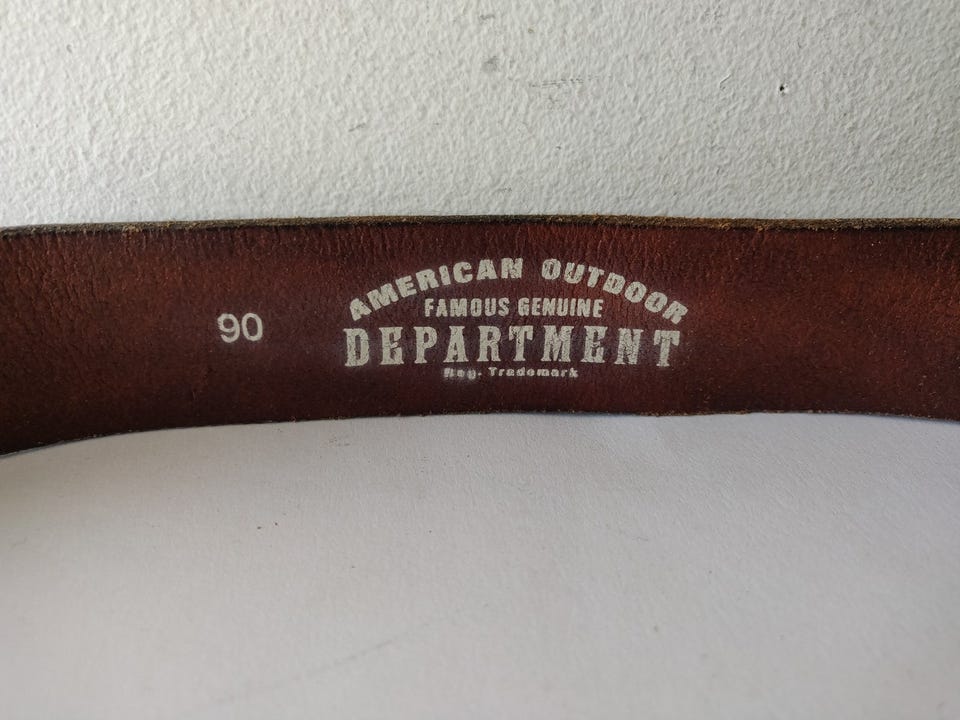 90
AMERICAN OUTDOOR
FAMOUS GENUINE
DEPARTMENT
Reg. Trademark